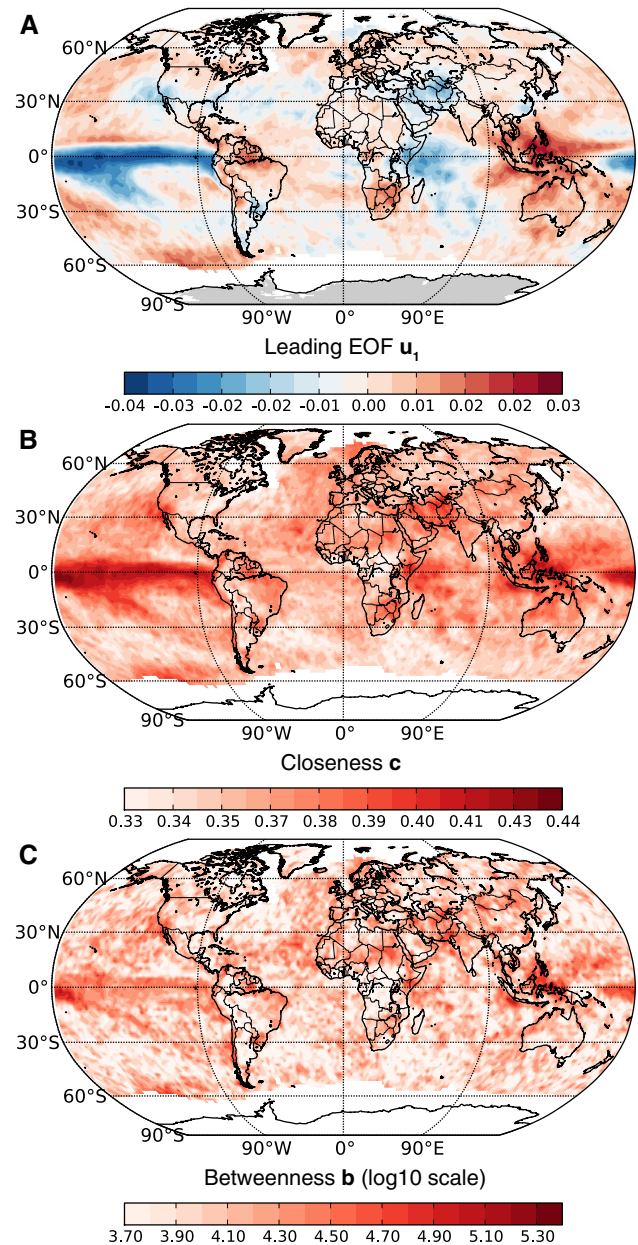 A
60°N
30°N
0°
30°S
60°S
90°S
90°W 0° 90°E
Leading EOF u1
-0.04 -0.03 -0.02 -0.02 -0.01 0.00 0.00 0.02 0.02 0.03
B
60°N
30°N
0°
30°S
60°S
90°S
90°W 0° 90°E
Closeness c
0.33 0.34 0.35 0.37 0.38 0.39 0.40 0.41 0.43 0.44
C
60°N
30°N
0°
30°S
60°S
90°S
90°W 0° 90°E
Betweenness b (log10 scale)
3.70 3.90 4.10 4.30 4.50 4.70 4.90 5.10 5.30